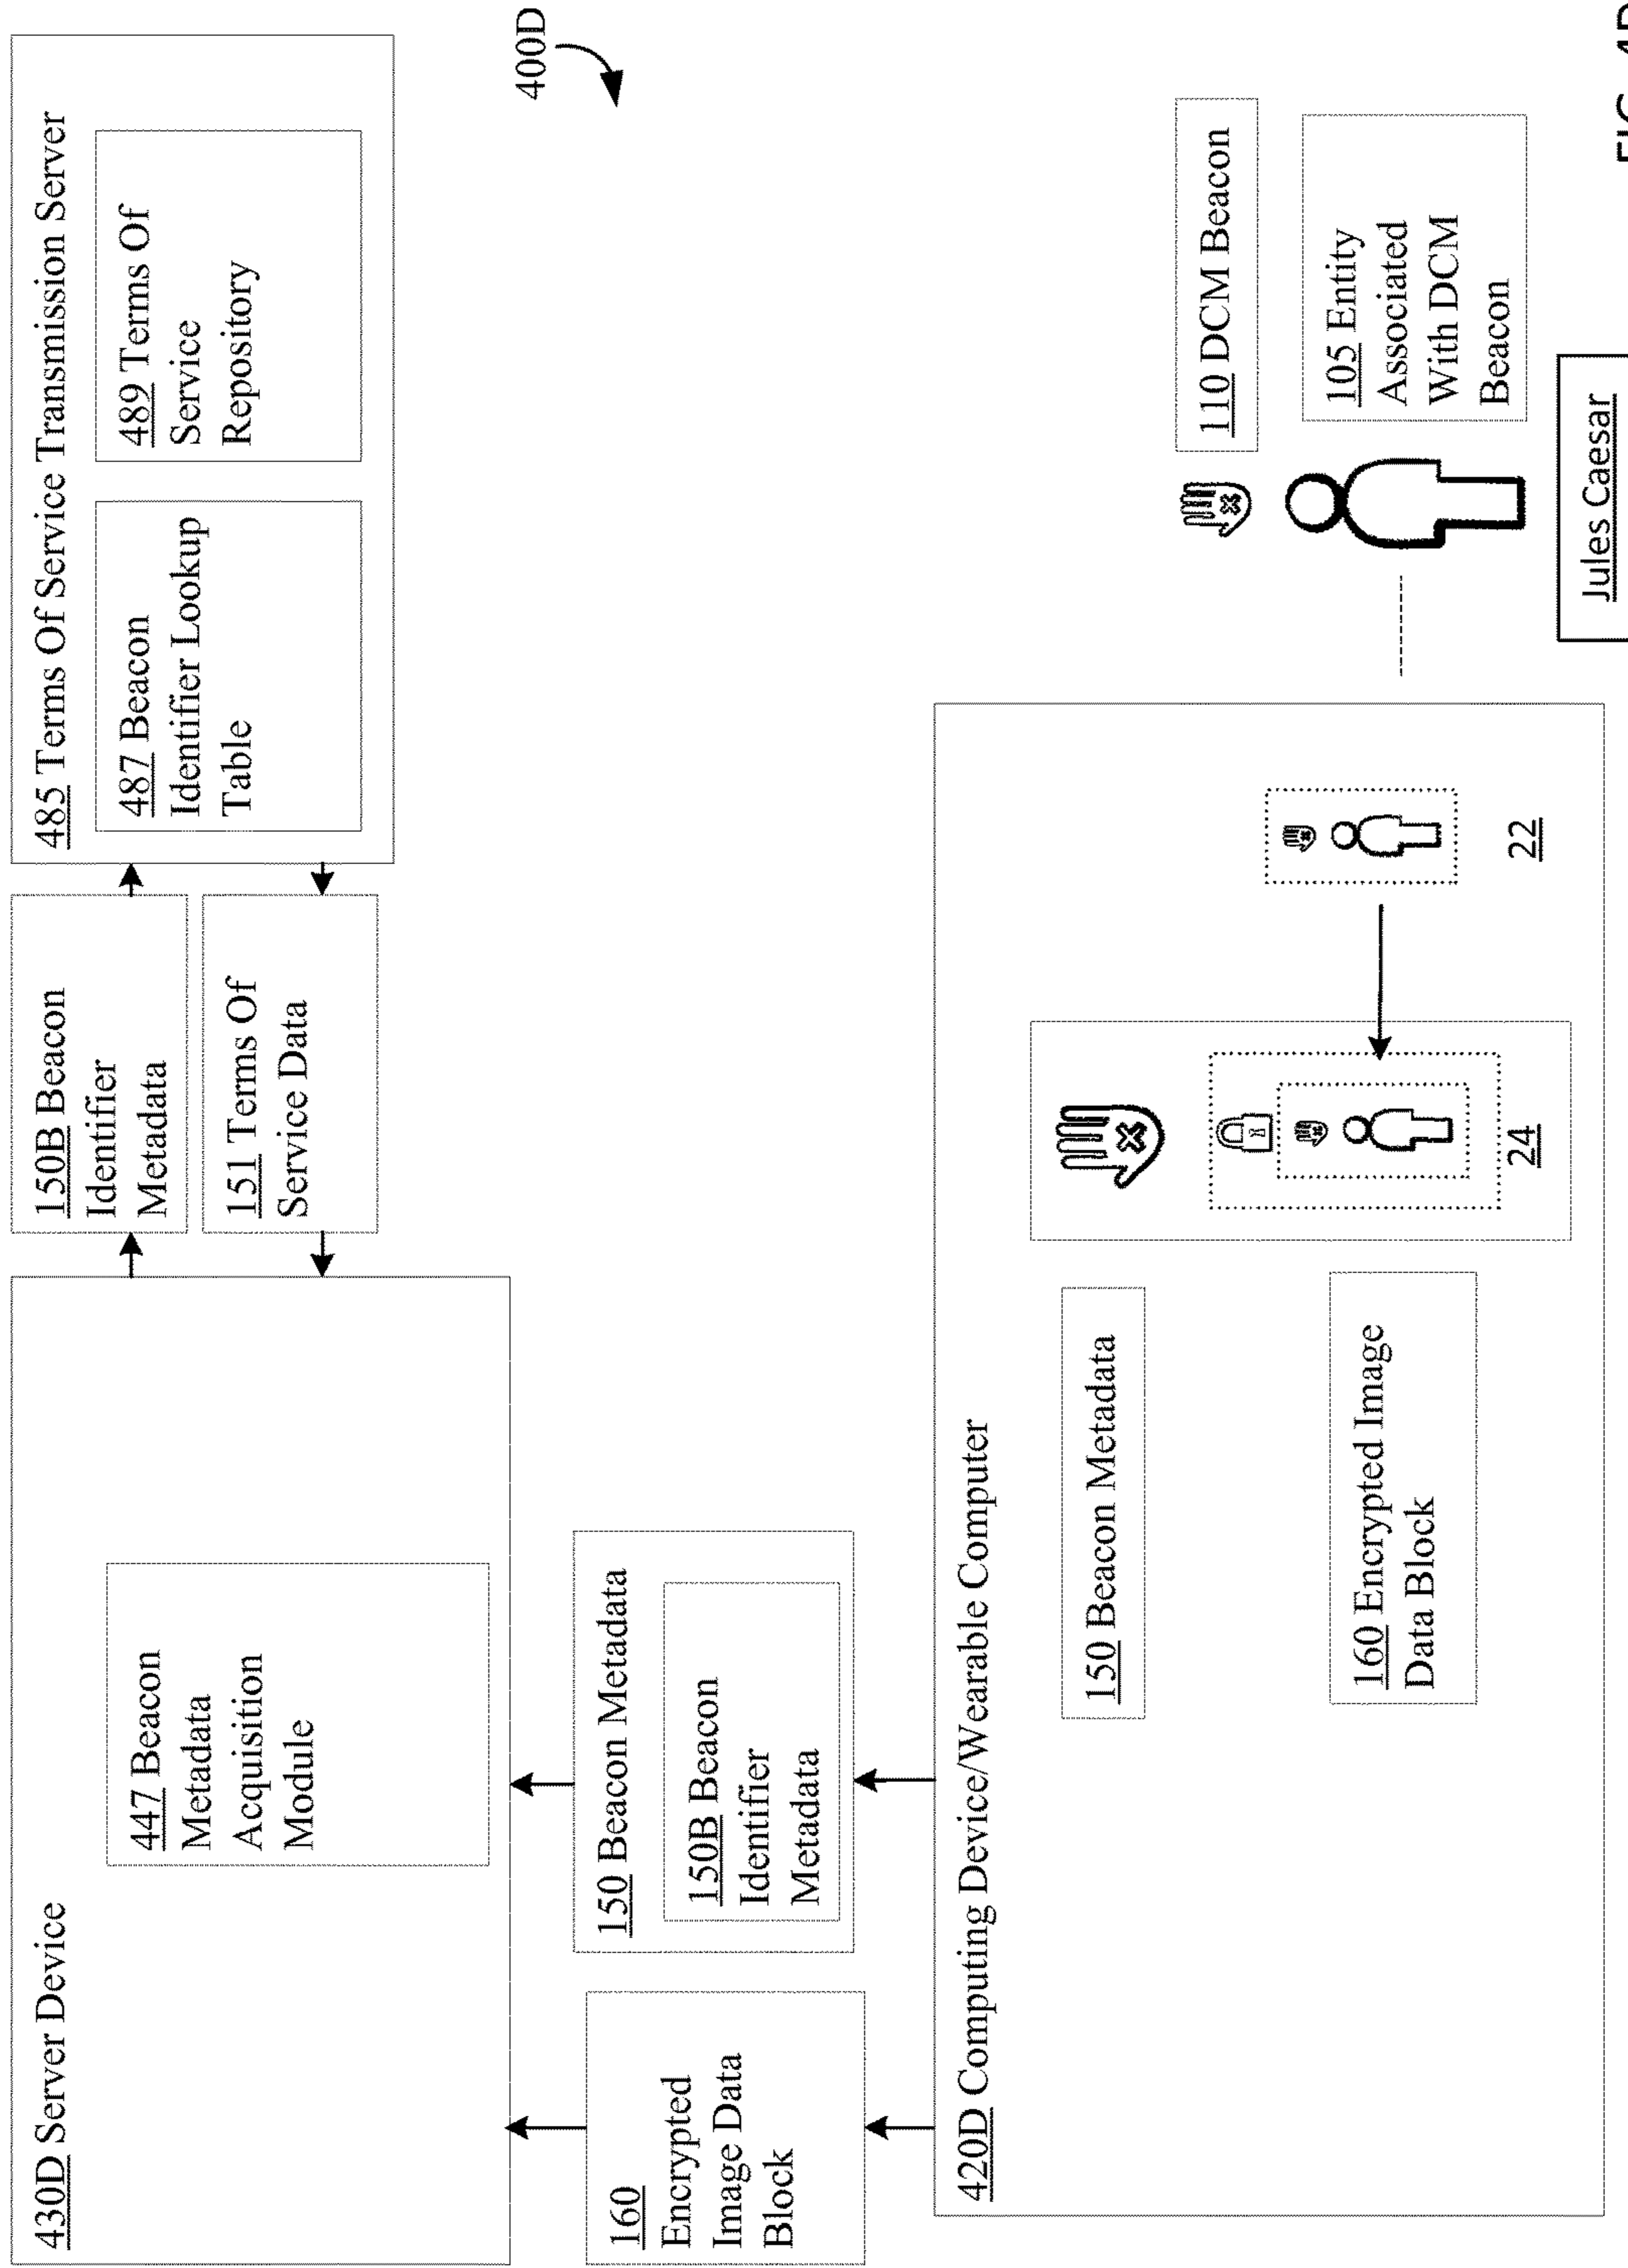 430D Server Device
447 Beacon
Metadata
Acquisition
Module
150B Beacon
Identifier
Metadata
151 Terms Of
Service Data
485 Terms Of Service Transmission Server
487 Beacon
Identifier Lookup
Table
489 Terms Of
Service
Repository
400D
160
Encrypted
Image Data
Block
150 Beacon Metadata
150B Beacon
Identifier
Metadata
420D Computing Device/Wearable Computer
150 Beacon Metadata
160 Encrypted Image
Data Block
24
22
110 DCM Beacon
105 Entity
Associated
With DCM
Beacon
Jules Caesar